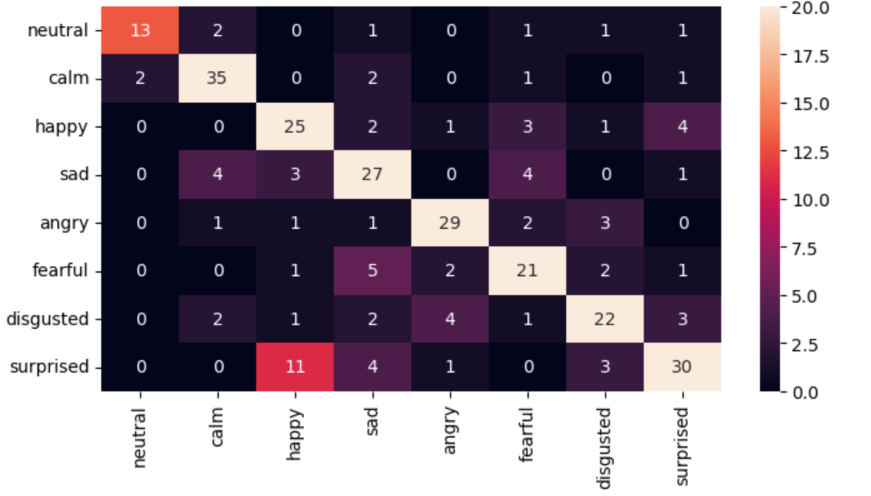 neutral 13 2 0 1 0 1 1 1
calm 2 35 0 2 0 1 0 1
happy 0 0 25 2 1 3 1 4
sad 0 4 3 27 0 4 0 1
angry 0 1 1 1 29 2 3 0
fearful 0 0 1 5 2 21 2 1
disgusted 0 2 1 2 4 1 22 3
surprised 0 0 11 4 1 0 3 30
neutral calm happy sad angry fearful disgusted surprised
20.0
17.5
15.0
12.5
10.0
7.5
5.0
2.5
0.0